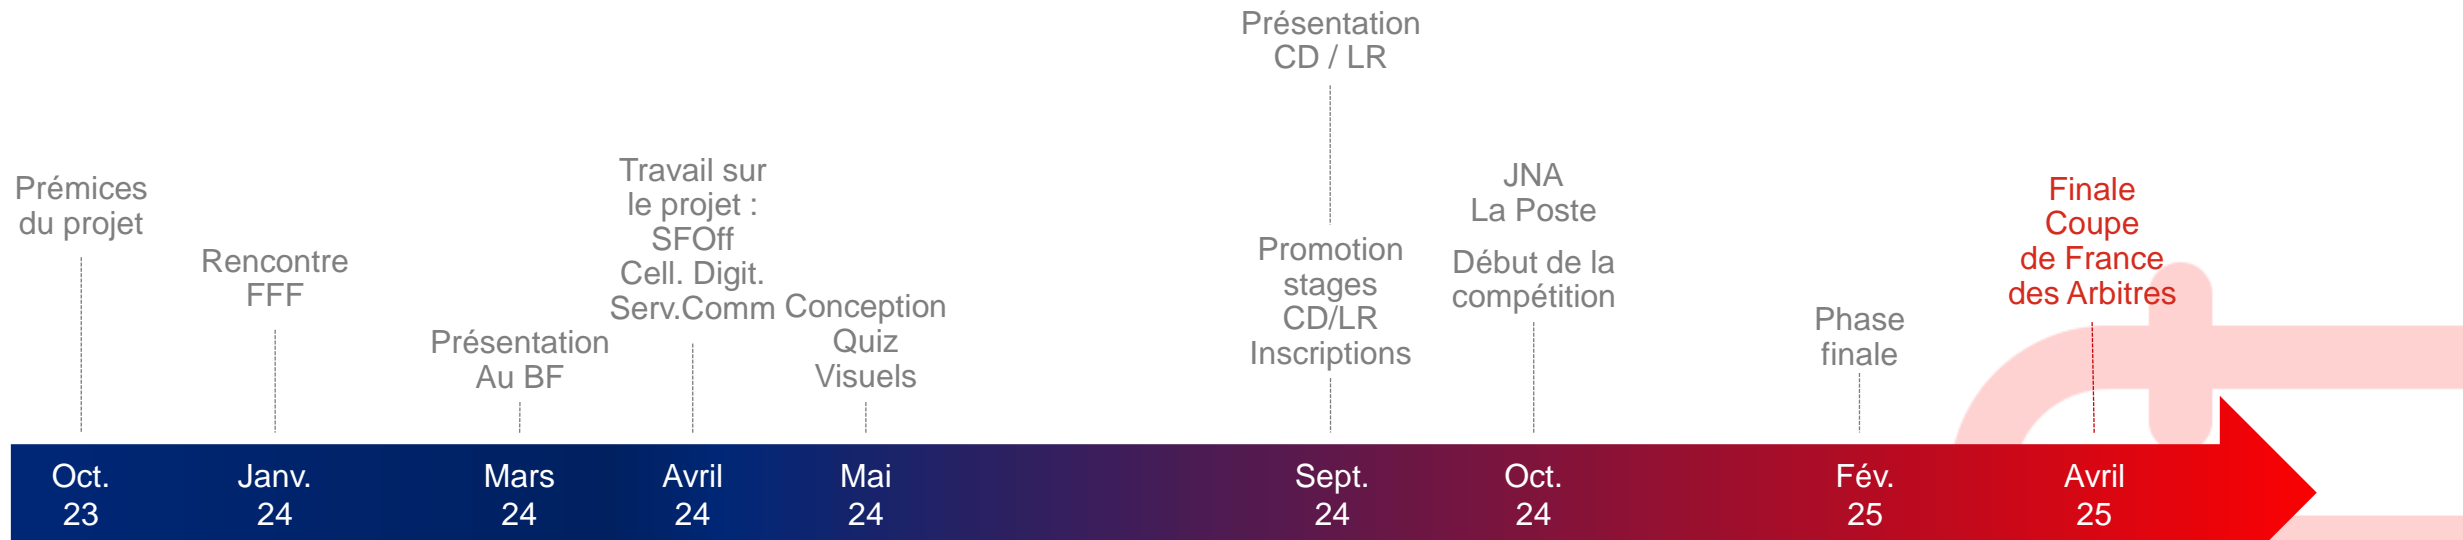 Prémices
du projet
Rencontre
FFF
Présentation
Au BF
Travail sur
le projet :
SFOff
Cell. Digit.
Serv.Comm
Conception
Quiz
Visuels
Présentation
CD / LR
Promotion
stages
CD/LR
Inscriptions
JNA
La Poste
Début de la
compétition
Phase
finale
Finale
Coupe
de France
des Arbitres
Oct.
23
Janv.
24
Mars
24
Avril
24
Mai
24
Sept.
24
Oct.
24
Fév.
25
Avril
25